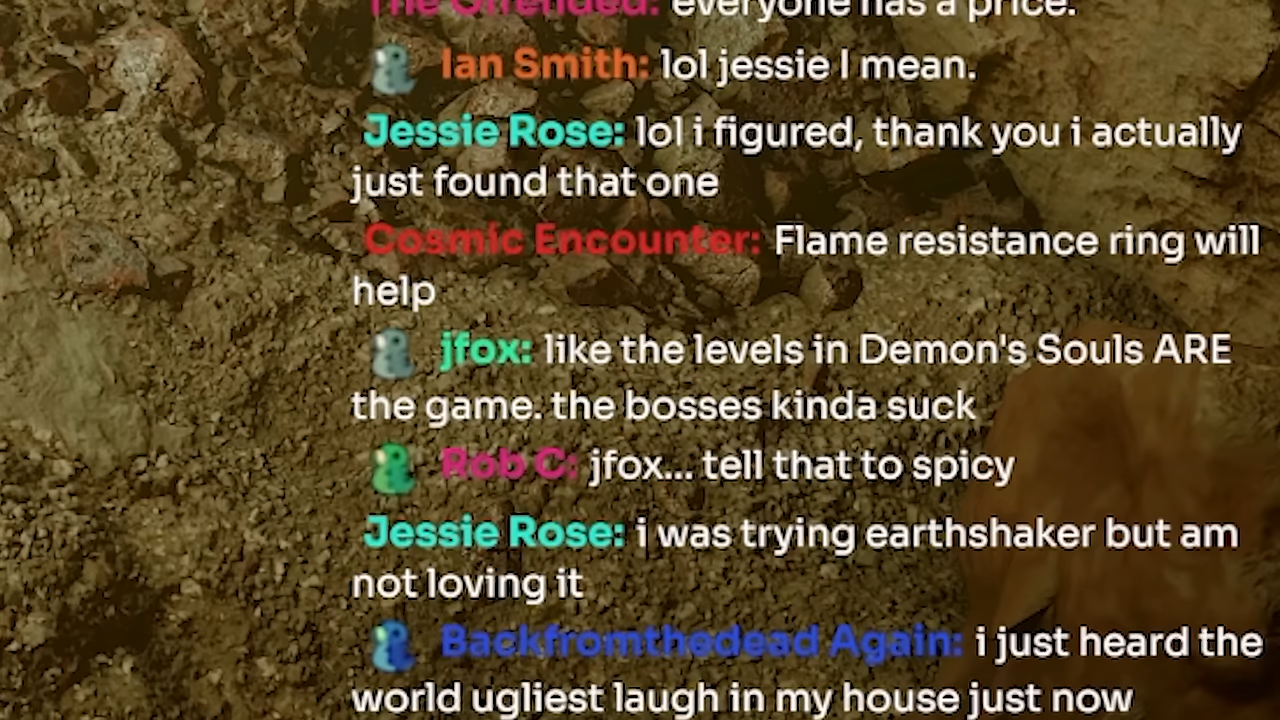 The Offended: everyone has a price.
Ian Smith: lol jessie I mean.
Jessie Rose: lol i figured, thank you i actually
just found that one
Cosmic Encounter: Flame resistance ring will
help
jfox: like the levels in Demon's Souls ARE
the game. the bosses kinda suck
Rob C: jfox... tell that to spicy
Jessie Rose: i was trying earthshaker but am
not loving it
Backfromthedead Again: i just heard the
world ugliest laugh in my house just now